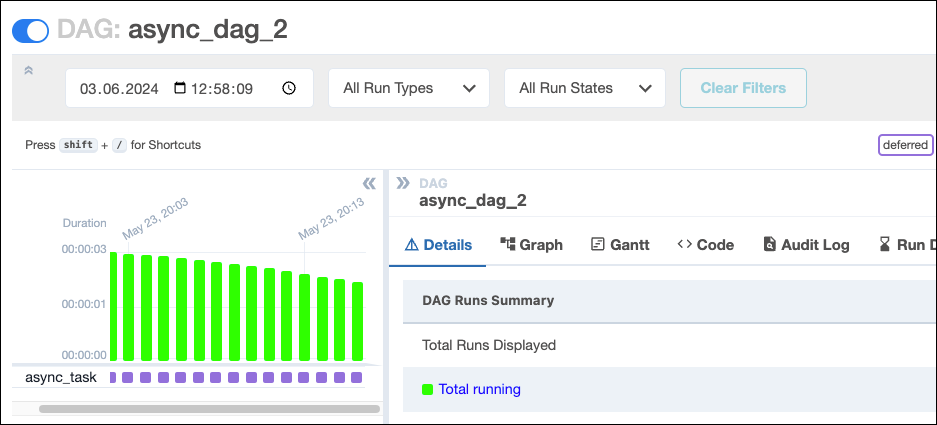 DAG: async_dag_2
03.06.2024 12:58:09
All Run Types
All Run States
Clear Filters
Press shift + / for Shortcuts
deferred
Duration
May 23, 20:03
May 23, 20:13
00:00:03
00:00:01
00:00:00
async_task
DAG
async_dag_2
Details
Graph
Gantt
Code
Audit Log
Run D
DAG Runs Summary
Total Runs Displayed
Total running